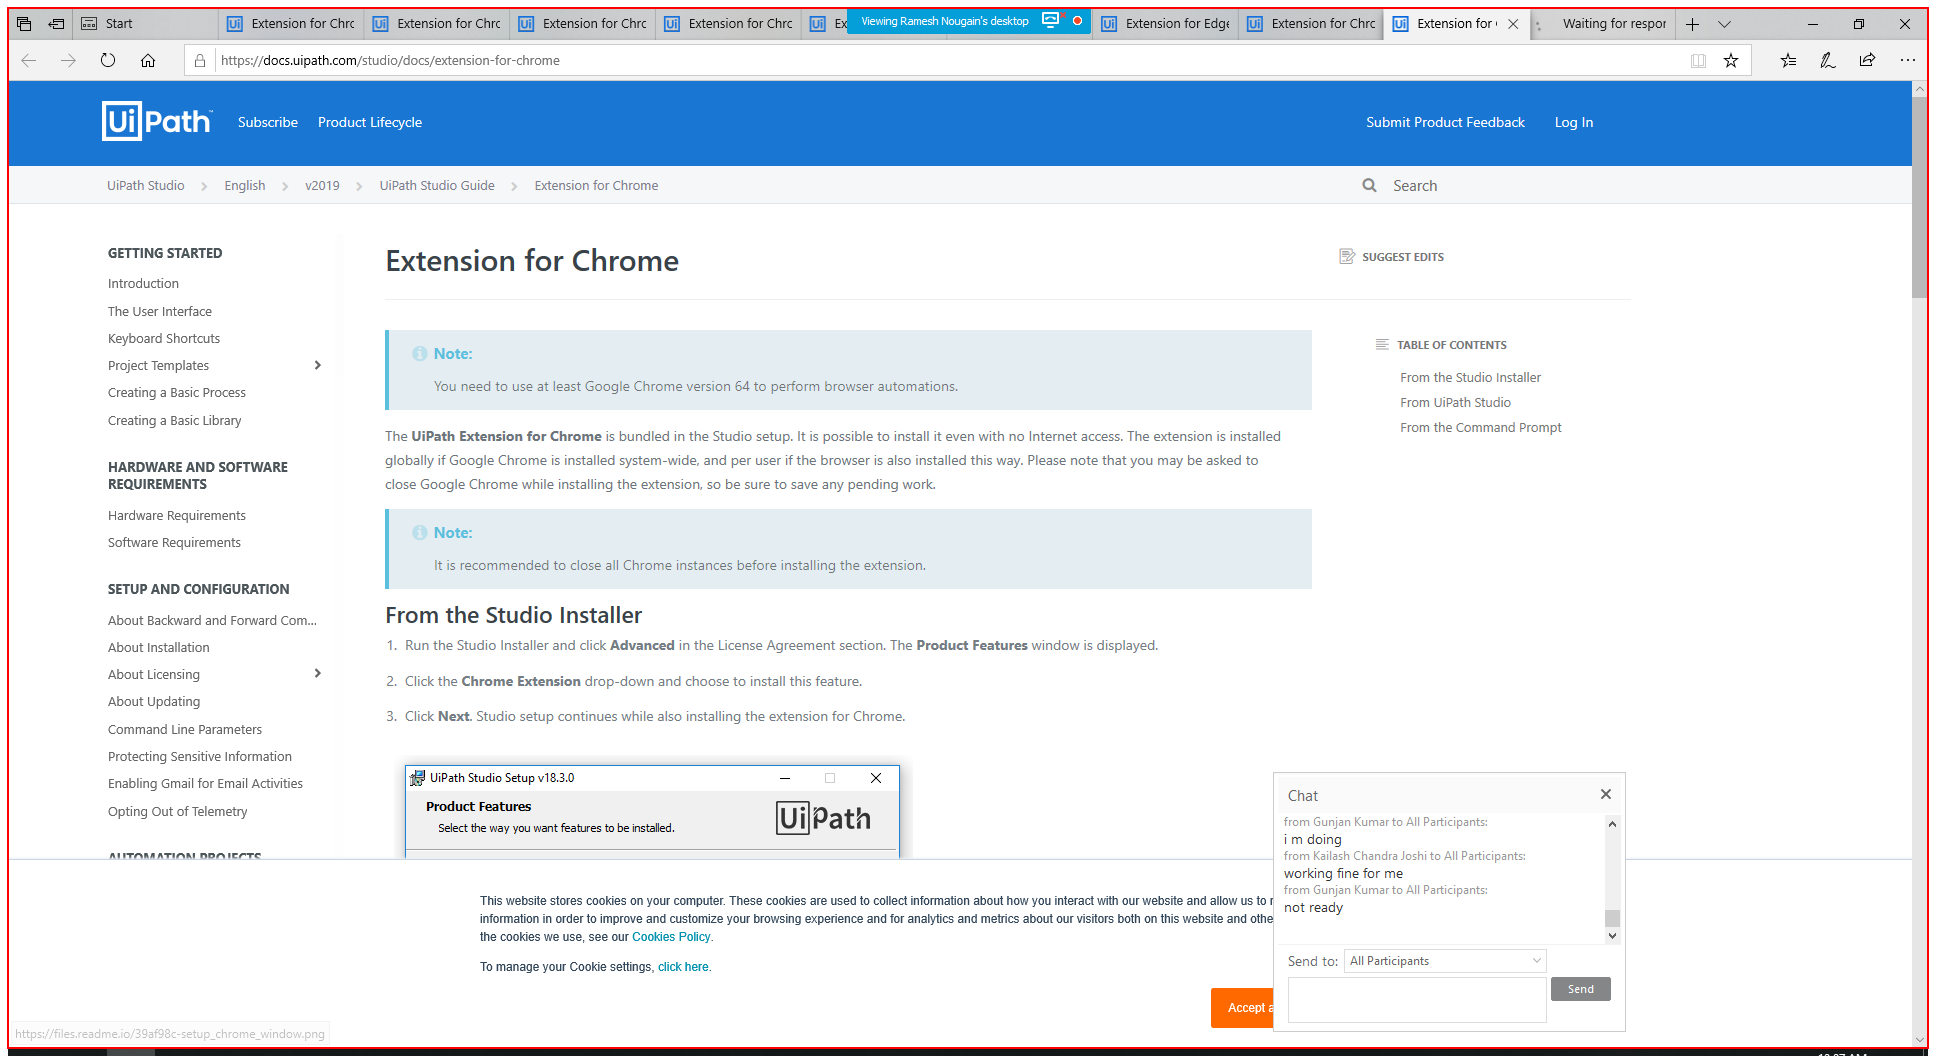 Start
Extension for Chrc
Extension for Chrc
Extension for Chrc
Extension for Chrc
Ex
Viewing Ramesh Nougain's desktop
Extension for Edge
Extension for Chrc
Extension for
Waiting for respor
https://docs.uipath.com/studio/docs/extension-for-chrome
UiPath
Subscribe
Product Lifecycle
Submit Product Feedback
Log In
UiPath Studio
English
v2019
UiPath Studio Guide
Extension for Chrome
Search
GETTING STARTED
Introduction
The User Interface
Keyboard Shortcuts
Project Templates
Creating a Basic Process
Creating a Basic Library
HARDWARE AND SOFTWARE
REQUIREMENTS
Hardware Requirements
Software Requirements
SETUP AND CONFIGURATION
About Backward and Forward Com...
About Installation
About Licensing
About Updating
Command Line Parameters
Protecting Sensitive Information
Enabling Gmail for Email Activities
Opting Out of Telemetry
AUTOMATION PROJECTS
Extension for Chrome
Note:
You need to use at least Google Chrome version 64 to perform browser automations.
The UiPath Extension for Chrome is bundled in the Studio setup. It is possible to install it even with no Internet access. The extension is installed
globally if Google Chrome is installed system-wide, and per user if the browser is also installed this way. Please note that you may be asked to
close Google Chrome while installing the extension, so be sure to save any pending work.
Note:
It is recommended to close all Chrome instances before installing the extension.
From the Studio Installer
1. Run the Studio Installer and click Advanced in the License Agreement section. The Product Features window is displayed.
2. Click the Chrome Extension drop-down and choose to install this feature.
3. Click Next. Studio setup continues while also installing the extension for Chrome.
UiPath Studio Setup v18.3.0
Product Features
Select the way you want features to be installed.
UiPath
SUGGEST EDITS
TABLE OF CONTENTS
From the Studio Installer
From UiPath Studio
From the Command Prompt
This website stores cookies on your computer. These cookies are used to collect information about how you interact with our website and allow us to r
information in order to improve and customize your browsing experience and for analytics and metrics about our visitors both on this website and othe
the cookies we use, see our Cookies Policy.
To manage your Cookie settings, click here.
Accept a
Chat
from Gunjan Kumar to All Participants:
i m doing
from Kailash Chandra Joshi to All Participants:
working fine for me
from Gunjan Kumar to All Participants:
not ready
Send to:
All Participants
Send
https://files.readme.io/39af98c-setup_chrome_window.png